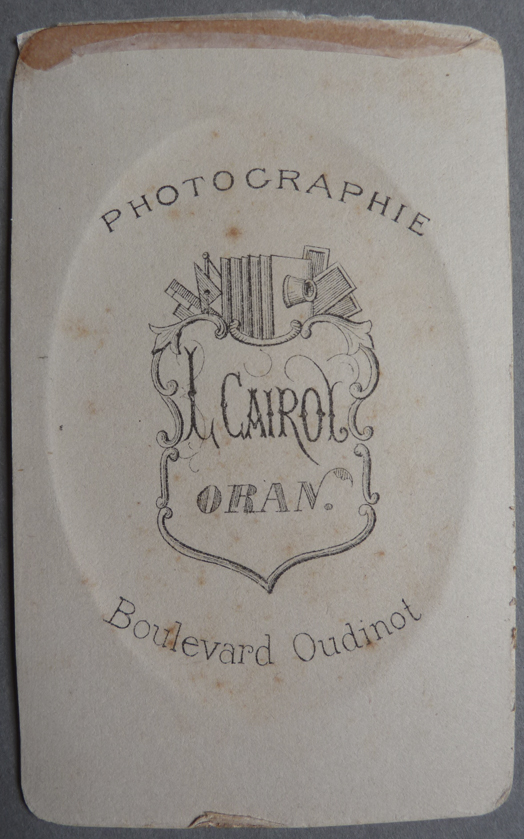 PHOTOGRAPHIE
L. CAIROL
ORAN.
Boulevard Oudinot